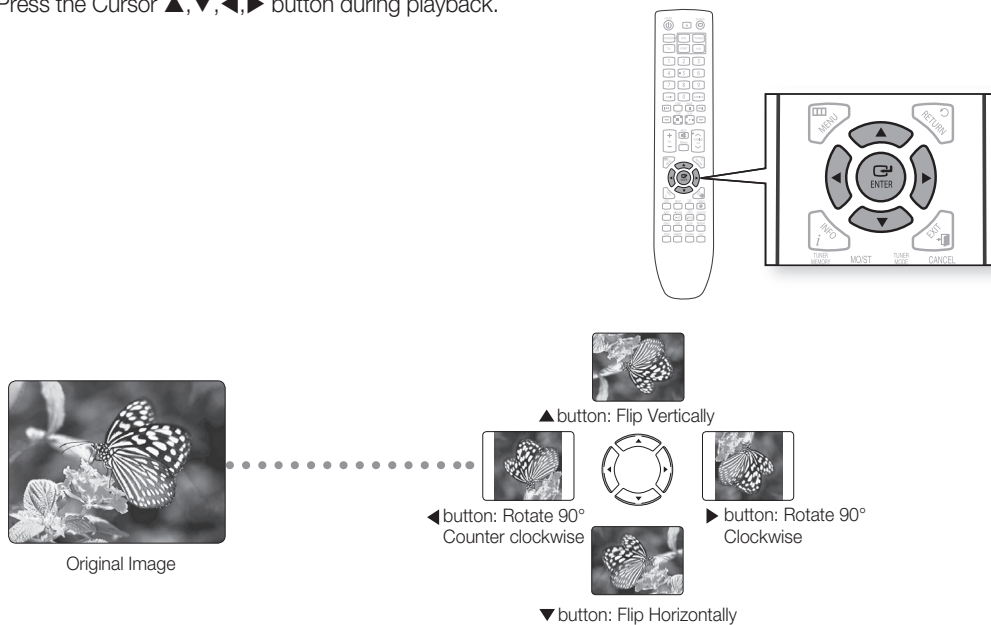 Press the Cursor ▲,▼,◀,▶ button during playback.
MENU
RETURN
ENTER
INFO
i
EXIT
TUNER
MEMORY
MO/ST
TUNER
MODE
CANCEL
▲ button: Flip Vertically
◀ button: Rotate 90°
Counter clockwise
▶ button: Rotate 90°
Clockwise
Original Image
▼ button: Flip Horizontally